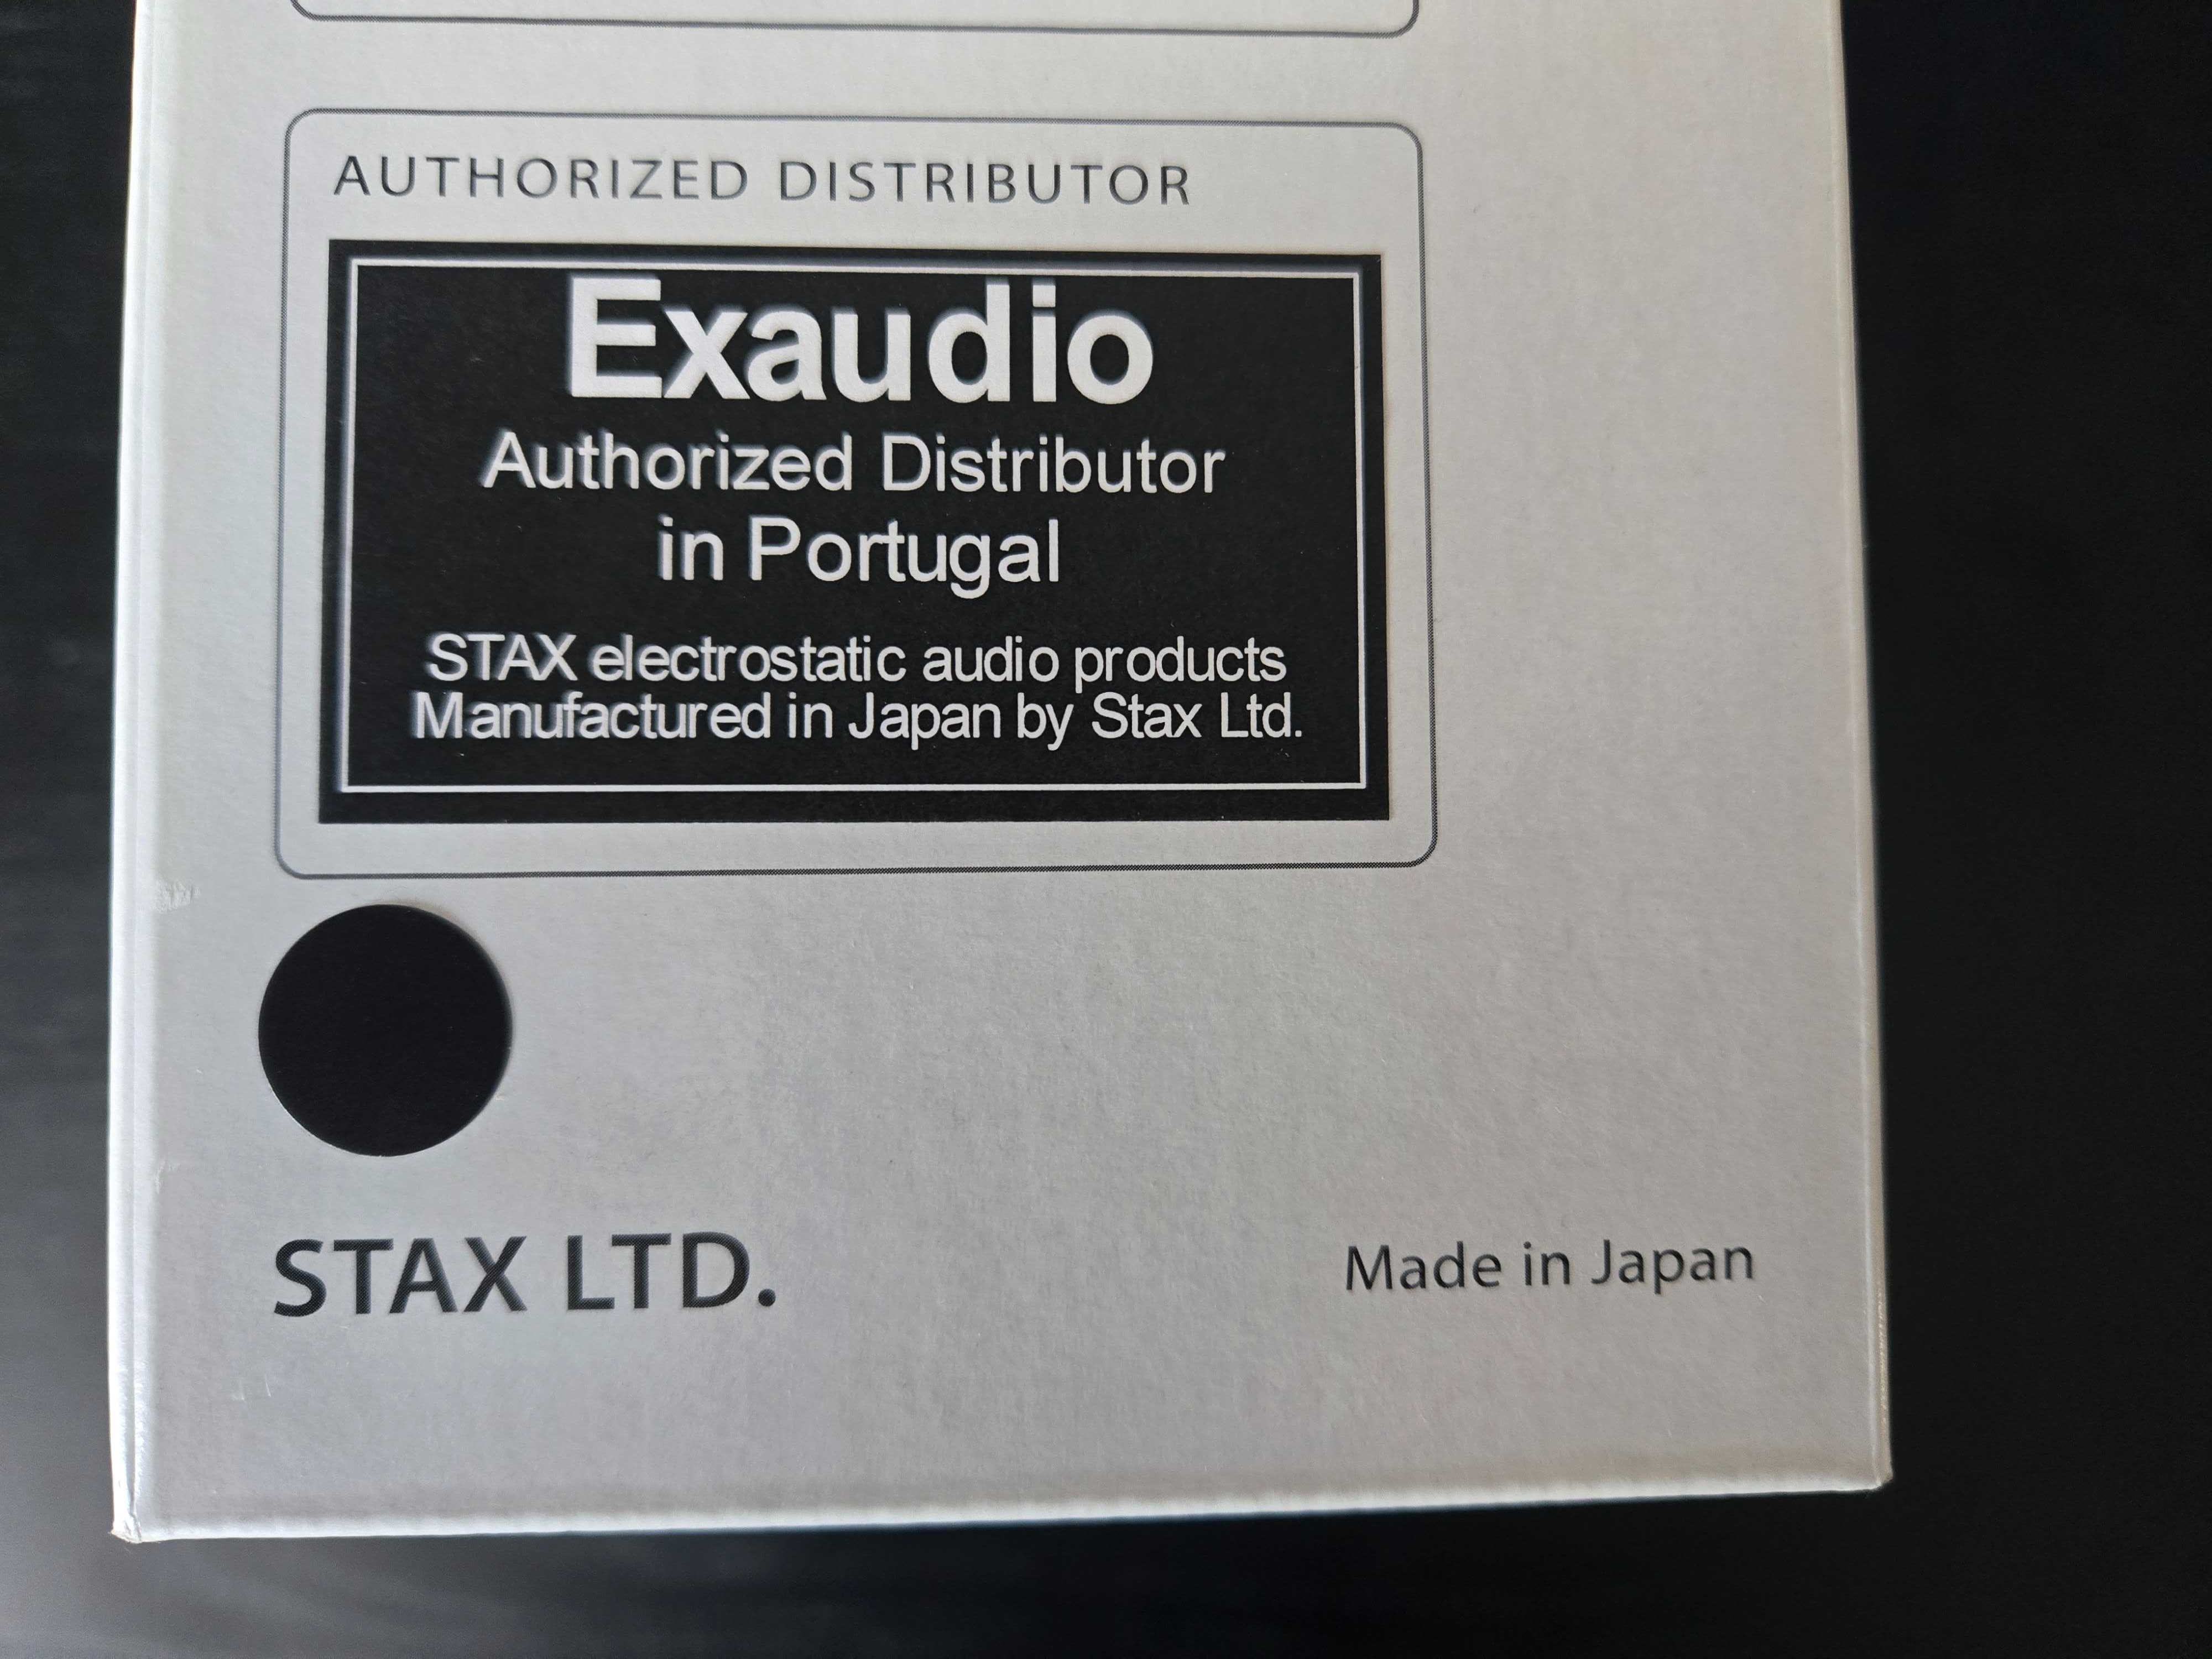 AUTHORIZED DISTRIBUTOR
Exaudio
Authorized Distributor
in Portugal
STAX electrostatic audio products
Manufactured in Japan by Stax Ltd.
STAX LTD.
Made in Japan